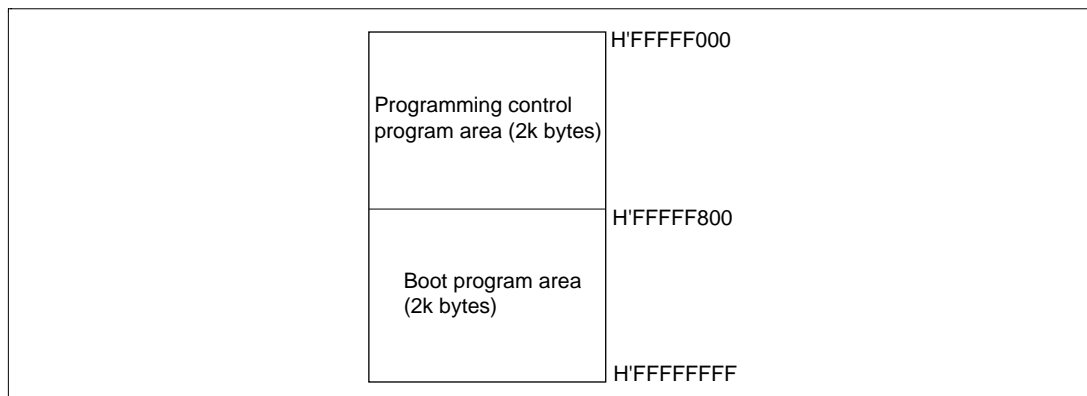 H'FFFFF000
Programming control
program area (2k bytes)
H'FFFFF800
Boot program area
(2k bytes)
H'FFFFFFFF